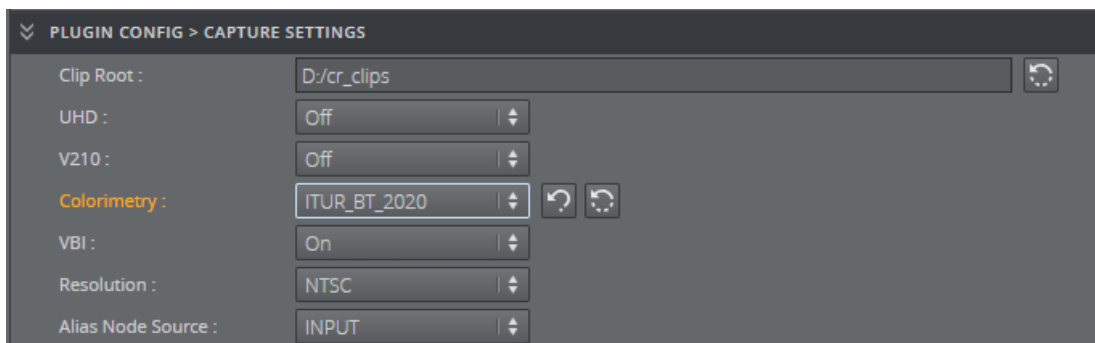 PLUGIN CONFIG > CAPTURE SETTINGS
Clip Root : D:/cr_clips
UHD : Off
V210 : Off
Colorimetry : ITUR_BT_2020
VBI : On
Resolution : NTSC
Alias Node Source : INPUT